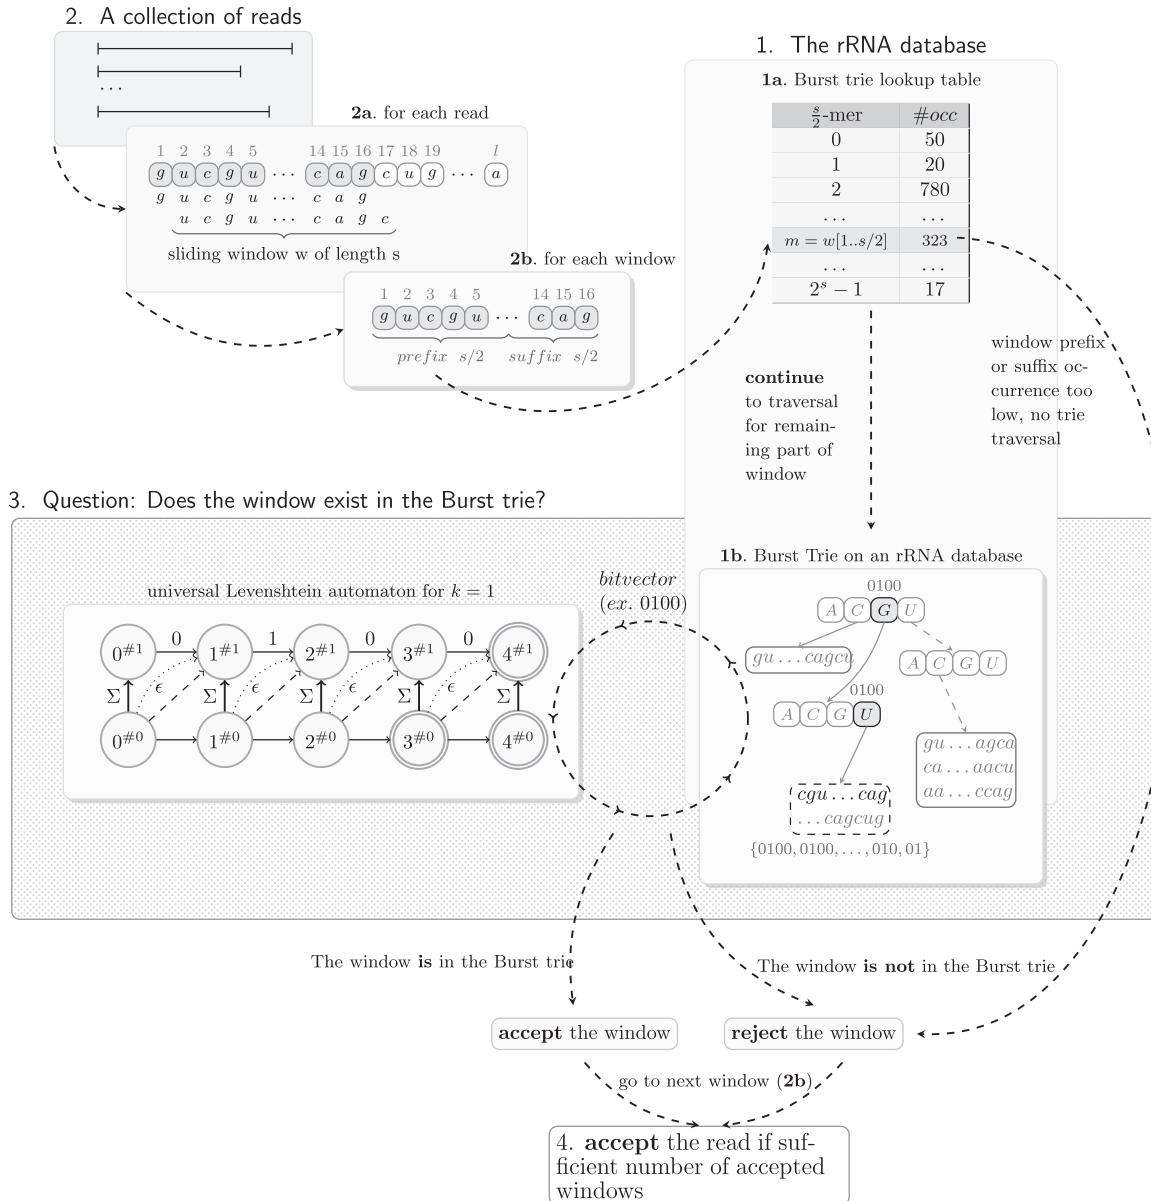 2. A collection of reads
. . .
2a. for each read
1 2 3 4 5 14 15 16 17 18 19 l
g u c g u ... c a g c u g ... a
g u c g u ... c a g
u c g u ... c a g c
sliding window w of length s
2b. for each window
1 2 3 4 5 14 15 16
g u c g u ... c a g
prefix s/2 suffix s/2
1. The rRNA database
1a. Burst trie lookup table
s/2-mer #occ
0 50
1 20
2 780
... ...
m = w[1..s/2] 323
... ...
2^s − 1 17
continue
to traversal
for remain-
ing part of
window
window prefix
or suffix oc-
currence too
low, no trie
traversal
3. Question: Does the window exist in the Burst trie?
universal Levenshtein automaton for k = 1
0 1 0 0
0^#1 1^#1 2^#1 3^#1 4^#1
Σ ϵ Σ ϵ Σ ϵ Σ ϵ Σ
0^#0 1^#0 2^#0 3^#0 4^#0
bitvector
(ex. 0100)
1b. Burst Trie on an rRNA database
0100
A C G U
gu...cagcu
A C G U
0100
A C G U
gu...agca
ca...aacu
aa...ccag
cgu...cag
...cagcug
{0100, 0100, ..., 010, 01}
The window is in the Burst trie
The window is not in the Burst trie
accept the window
reject the window
go to next window (2b)
4. accept the read if suf-
ficient number of accepted
windows